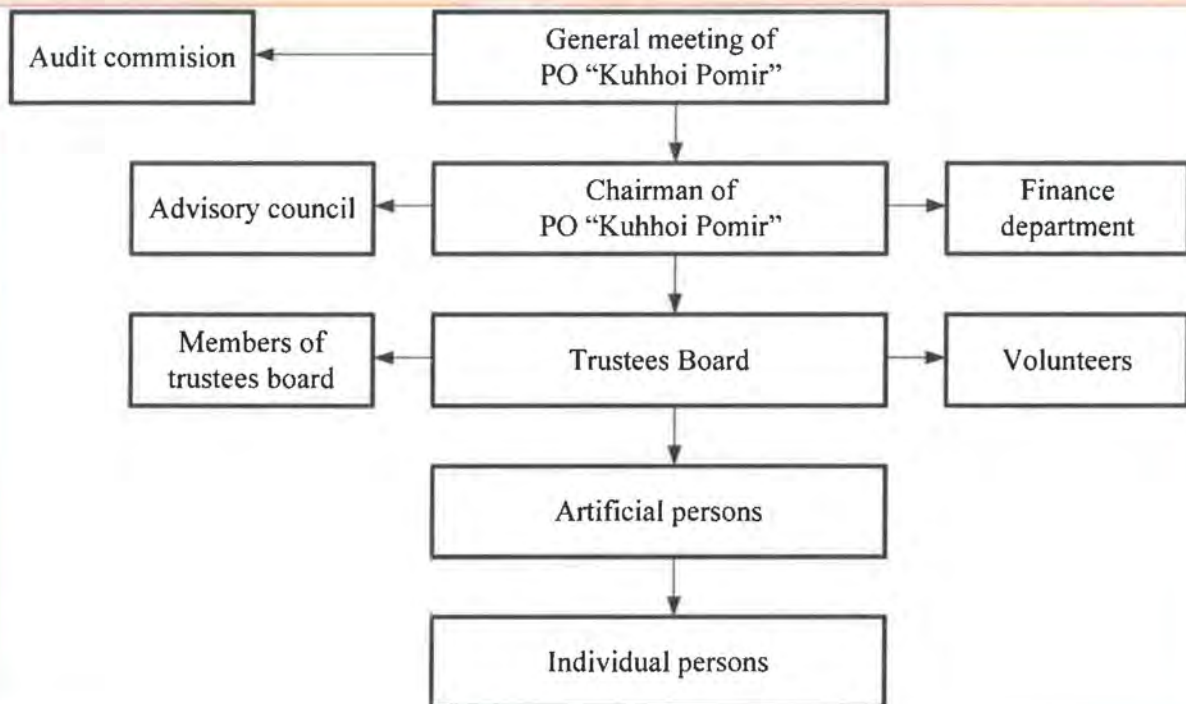 Audit commision
General meeting of
PO “Kuhhoi Pomir”
Advisory council
Chairman of
PO “Kuhhoi Pomir”
Finance
department
Members of
trustees board
Trustees Board
Volunteers
Artificial persons
Individual persons